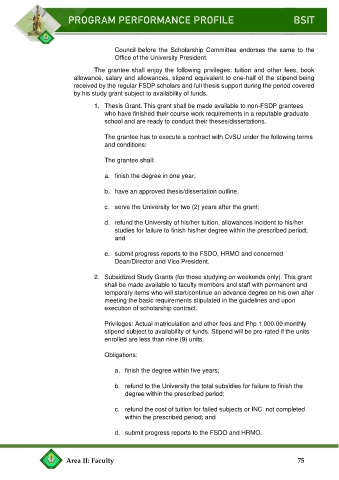 PROGRAM PERFORMANCE PROFILE BSIT
Council before the Scholarship Committee endorses the same to the
Office of the University President.
The grantee shall enjoy the following privileges: tuition and other fees, book
allowance, salary and allowances, stipend equivalent to one-half of the stipend being
received by the regular FSDP scholars and full thesis support during the period covered
by his study grant subject to availability of funds.
1. Thesis Grant. This grant shall be made available to non-FSDP grantees
who have finished their course work requirements in a reputable graduate
school and are ready to conduct their theses/dissertations.
The grantee has to execute a contract with CvSU under the following terms
and conditions:
The grantee shall:
a. finish the degree in one year;
b. have an approved thesis/dissertation outline;
c. serve the University for two (2) years after the grant;
d. refund the University of his/her tuition, allowances incident to his/her
studies for failure to finish his/her degree within the prescribed period;
and
e. submit progress reports to the FSDO, HRMO and concerned
Dean/Director and Vice President.
2. Subsidized Study Grants (for those studying on weekends only). This grant
shall be made available to faculty members and staff with permanent and
temporary items who will start/continue an advance degree on his own after
meeting the basic requirements stipulated in the guidelines and upon
execution of scholarship contract.
Privileges: Actual matriculation and other fees and Php 1,000.00 monthly
stipend subject to availability of funds. Stipend will be pro-rated if the units
enrolled are less than nine (9) units.
Obligations:
a. finish the degree within five years;
b. refund to the University the total subsidies for failure to finish the
degree within the prescribed period;
c. refund the cost of tuition for failed subjects or INC. not completed
within the prescribed period; and
d. submit progress reports to the FSDO and HRMO.
Area II: Faculty 75